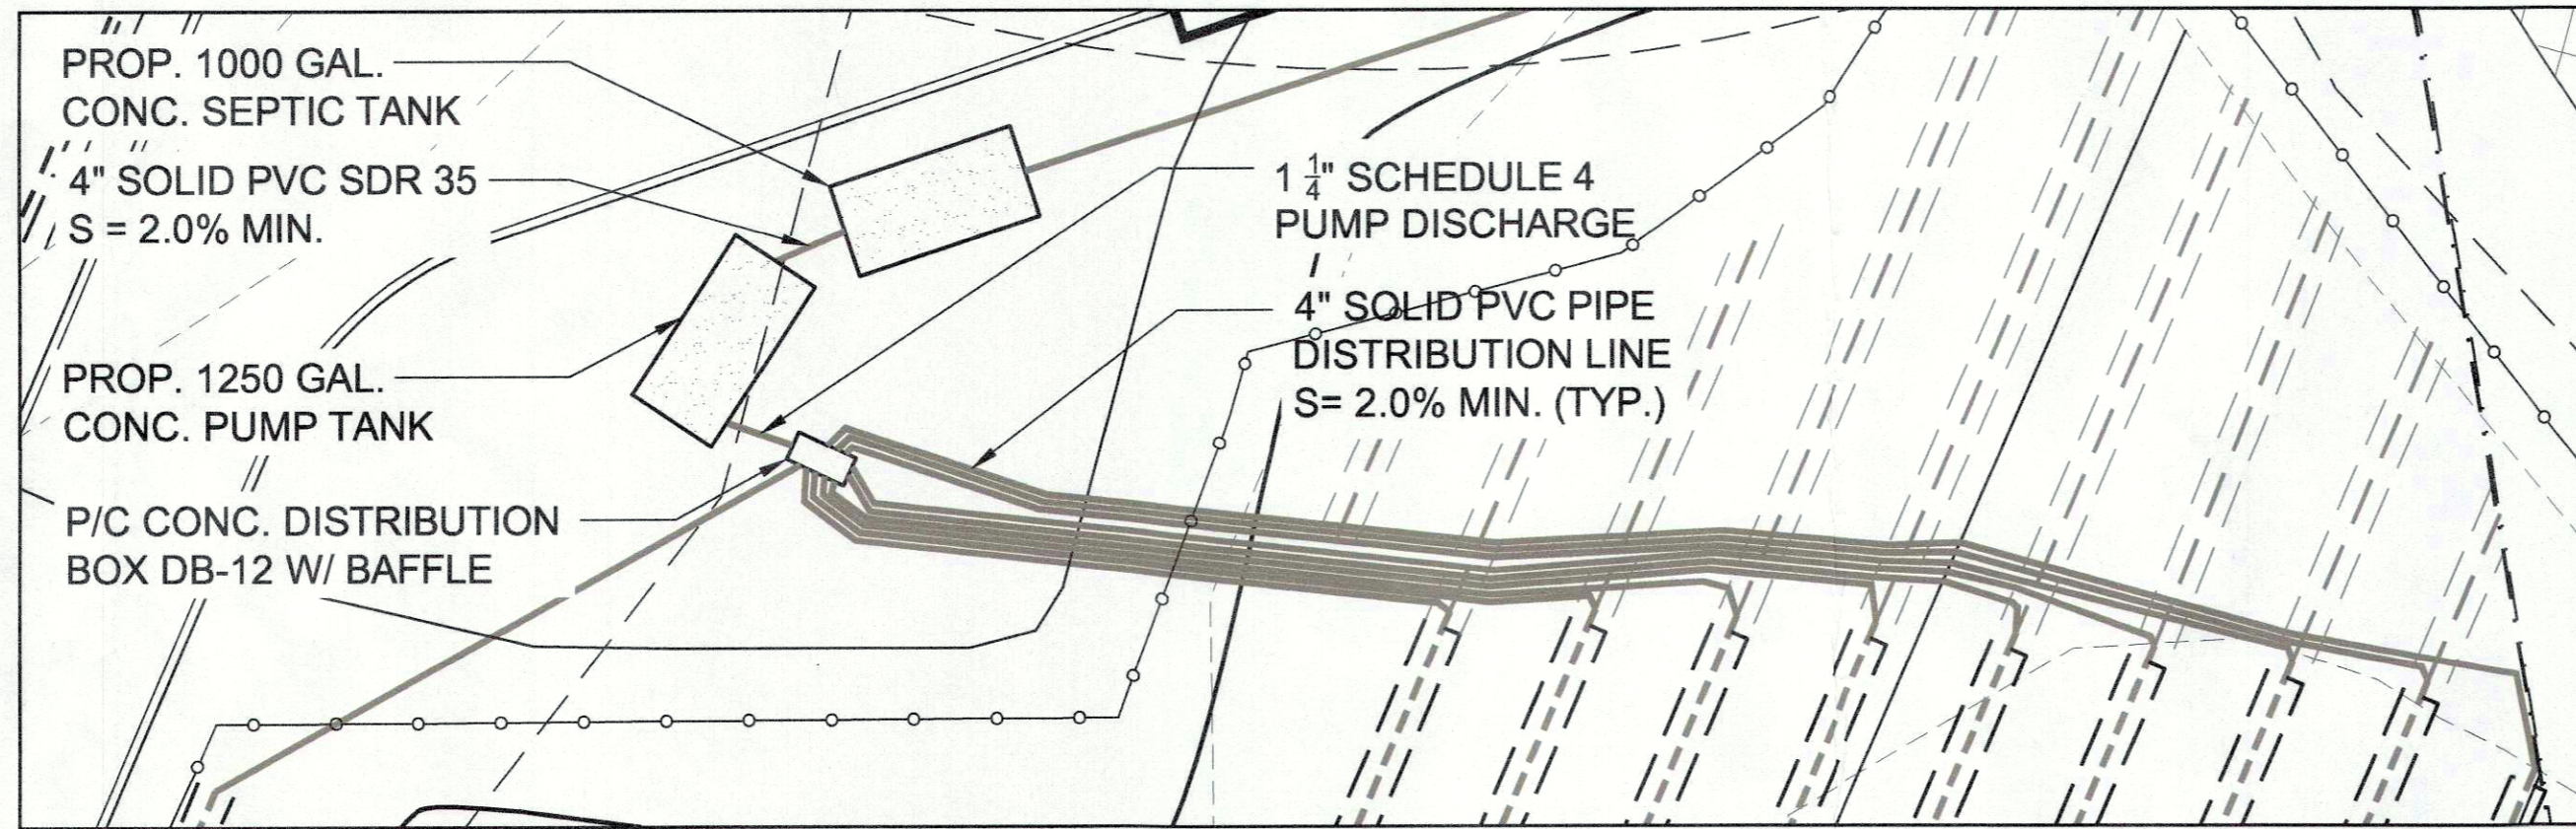 PROP. 1000 GAL.
CONC. SEPTIC TANK
4" SOLID PVC SDR 35
S = 2.0% MIN.
PROP. 1250 GAL.
CONC. PUMP TANK
P/C CONC. DISTRIBUTION
BOX DB-12 W/ BAFFLE
1 1/4" SCHEDULE 4
PUMP DISCHARGE
4" SOLID PVC PIPE
DISTRIBUTION LINE
S= 2.0% MIN. (TYP.)